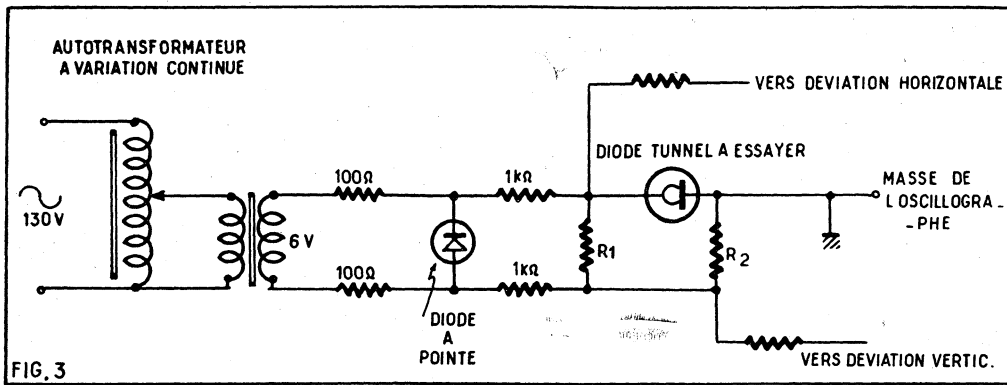 AUTOTRANSFORMATEUR
A VARIATION CONTINUE
VERS DEVIATION HORIZONTALE
DIODE TUNNEL A ESSAYER
100Ω
1kΩ
MASSE DE
L'OSCILLOGRA_
_PHE
130V
6V
R1
R2
100Ω
1kΩ
DIODE
A
POINTE
VERS DEVIATION VERTIC.
FIG. 3